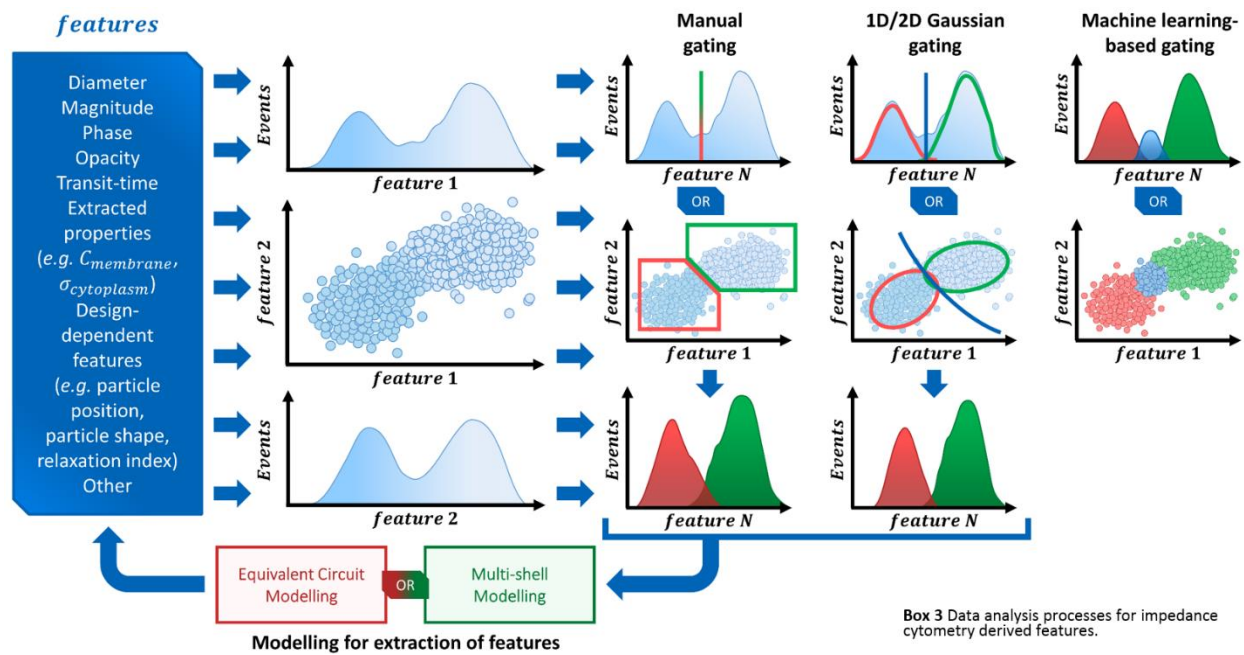 features
Diameter
Magnitude
Phase
Opacity
Transit-time
Extracted
properties
(e.g. C_membrane,
σ_cytoplasm)
Design-
dependent
features
(e.g. particle
position,
particle shape,
relaxation index)
Other
Events
feature 1
feature 2
feature 1
Events
feature 2
Manual
gating
Events
feature N
OR
feature 2
feature 1
Events
feature N
1D/2D Gaussian
gating
Events
feature N
OR
feature 2
feature 1
Events
feature N
Machine learning-
based gating
Events
feature N
OR
feature 2
feature 1
Equivalent Circuit
Modelling
OR
Multi-shell
Modelling
Modelling for extraction of features
Box 3 Data analysis processes for impedance
cytometry derived features.